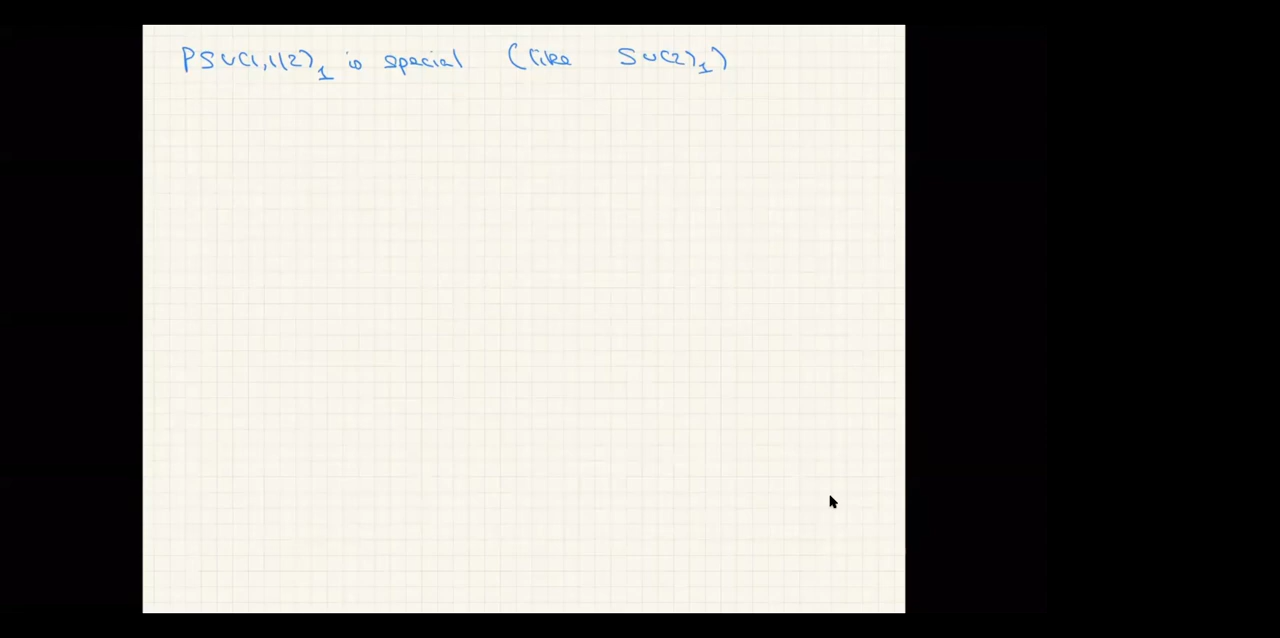 PSU(1,1|2)₁ is special (like SU(2)₁)